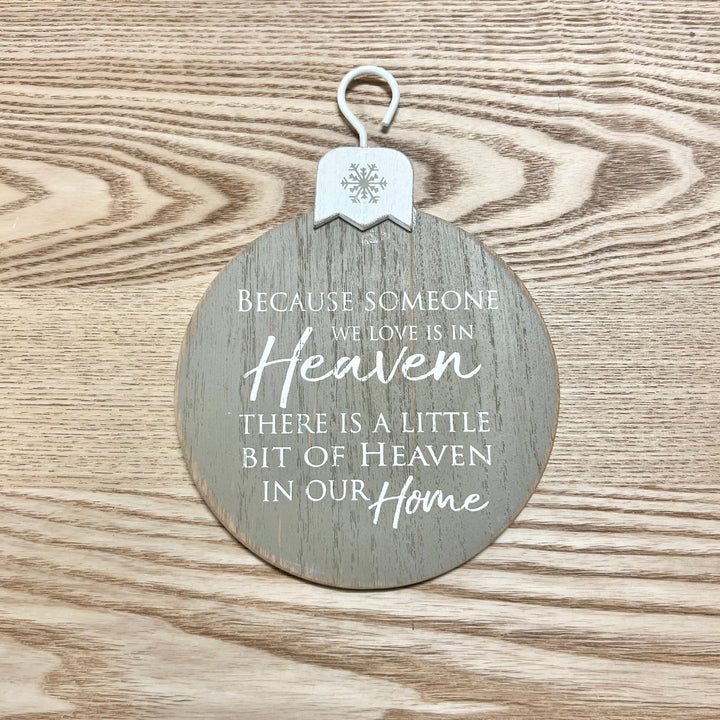 BECAUSE SOMEONE
WE LOVE IS IN
Heaven
THERE IS A LITTLE
BIT OF HEAVEN
IN OUR Home